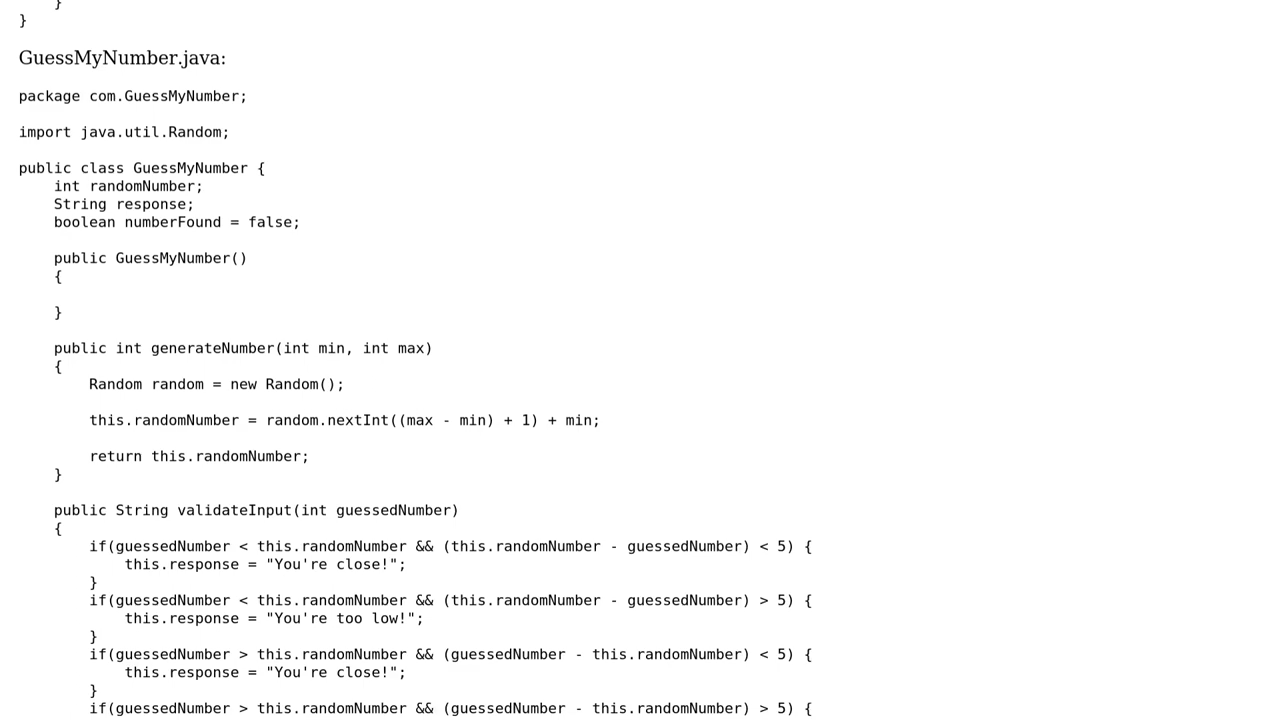 }
}
GuessMyNumber.java:
package com.GuessMyNumber;

import java.util.Random;

public class GuessMyNumber {
    int randomNumber;
    String response;
    boolean numberFound = false;

    public GuessMyNumber()
    {

    }

    public int generateNumber(int min, int max)
    {
        Random random = new Random();

        this.randomNumber = random.nextInt((max - min) + 1) + min;

        return this.randomNumber;
    }

    public String validateInput(int guessedNumber)
    {
        if(guessedNumber < this.randomNumber && (this.randomNumber - guessedNumber) < 5) {
            this.response = "You're close!";
        }
        if(guessedNumber < this.randomNumber && (this.randomNumber - guessedNumber) > 5) {
            this.response = "You're too low!";
        }
        if(guessedNumber > this.randomNumber && (guessedNumber - this.randomNumber) < 5) {
            this.response = "You're close!";
        }
        if(guessedNumber > this.randomNumber && (guessedNumber - this.randomNumber) > 5) {